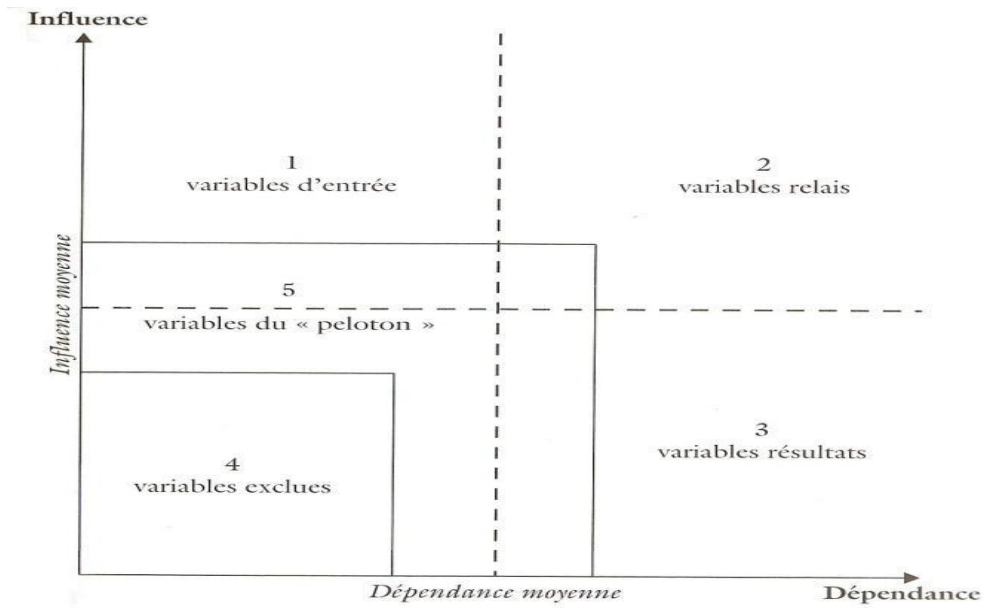 Influence
1
variables d'entrée
2
variables relais
Influence moyenne
5
variables du « peloton »
3
variables résultats
4
variables exclues
Dépendance moyenne
Dépendance